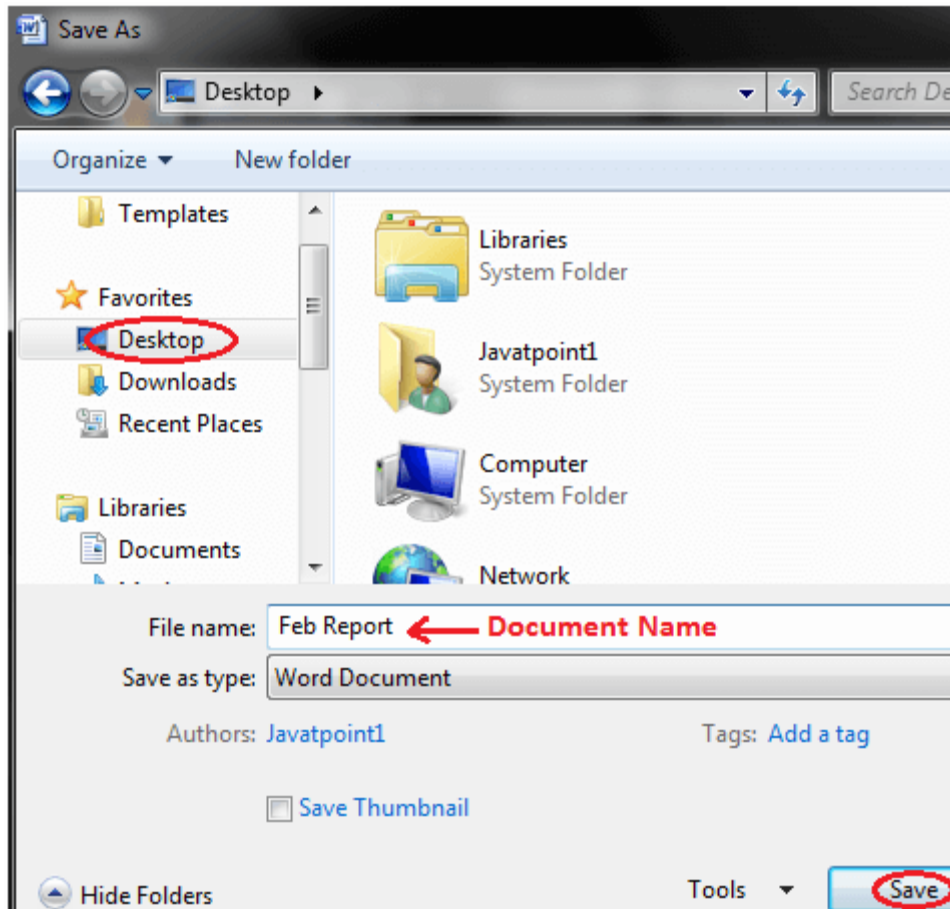 Save As
Desktop
Search De
Organize
New folder
Templates
Favorites
Desktop
Downloads
Recent Places
Libraries
Documents
Libraries
System Folder
Javatpoint1
System Folder
Computer
System Folder
Network
File name: Feb Report Document Name
Save as type: Word Document
Authors: Javatpoint1 Tags: Add a tag
Save Thumbnail
Hide Folders Tools Save